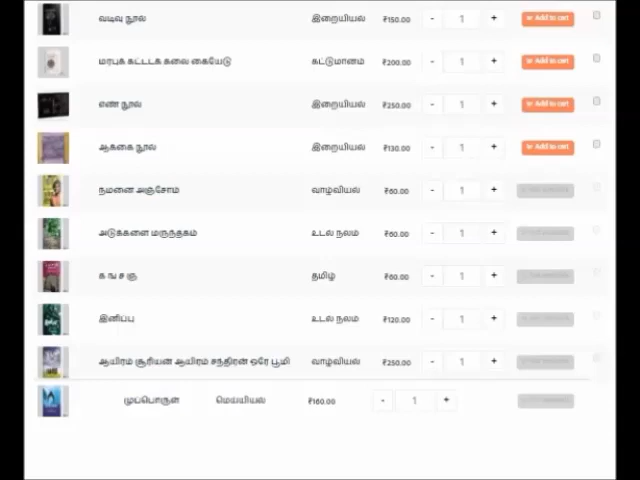 வடிவு நூல் இறையியல் ₹150.00 - 1 + Add to cart
மரபுக் கட்டடக் கலை கையேடு கட்டுமானம் ₹200.00 - 1 + Add to cart
எண் நூல் இறையியல் ₹250.00 - 1 + Add to cart
ஆக்கை நூல் இறையியல் ₹130.00 - 1 + Add to cart
நமனை அஞ்சோம் வாழ்வியல் ₹60.00 - 1 +
அடுக்களை மருந்தகம் உடல் நலம் ₹60.00 - 1 +
க ங ச ஞ தமிழ் ₹60.00 - 1 +
இனிப்பு உடல் நலம் ₹120.00 - 1 +
ஆயிரம் சூரியன் ஆயிரம் சந்திரன் ஒரே பூமி வாழ்வியல் ₹250.00 - 1 +
முப்பொருள் மெய்யியல் ₹160.00 - 1 +